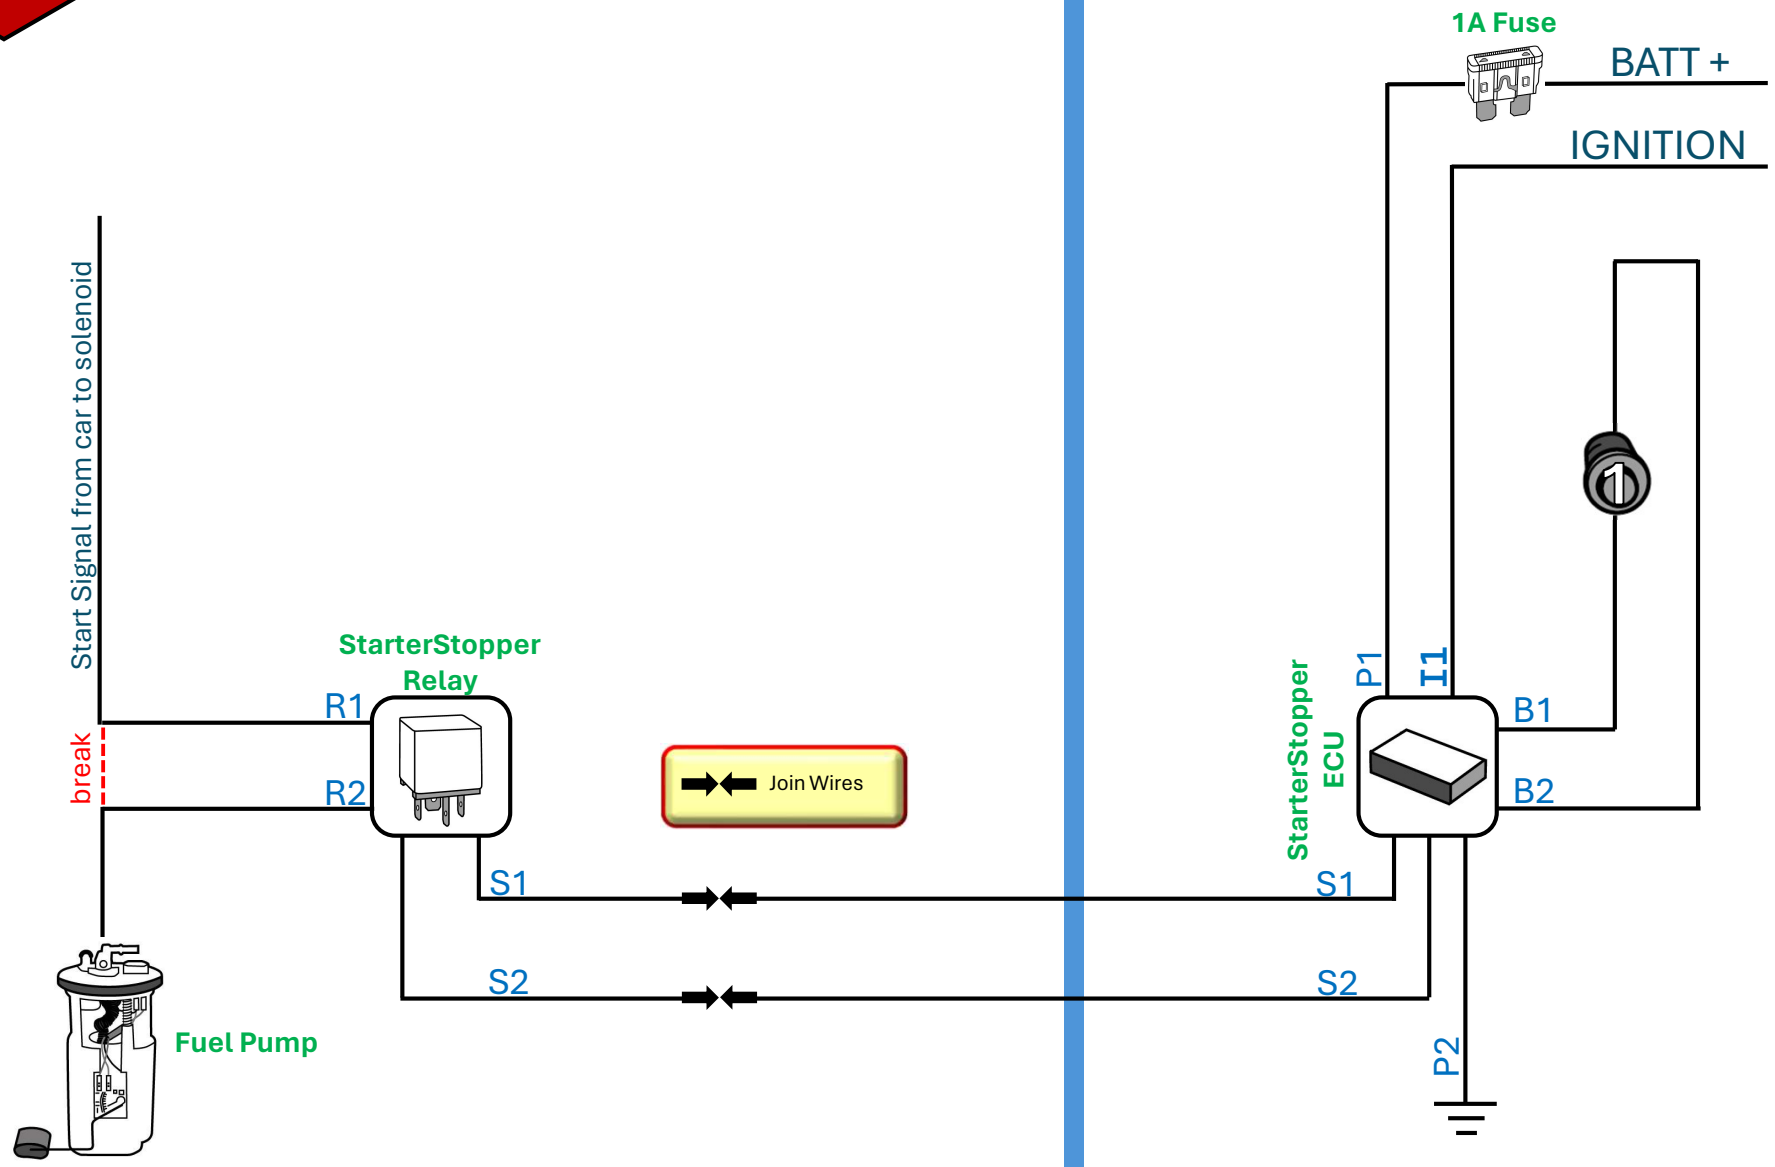 1A Fuse
BATT +
IGNITION
Start Signal from car to solenoid
break
StarterStopper
Relay
R1
R2
S1
S2
Join Wires
Fuel Pump
StarterStopper
ECU
P1
I1
B1
B2
1
S1
S2
P2